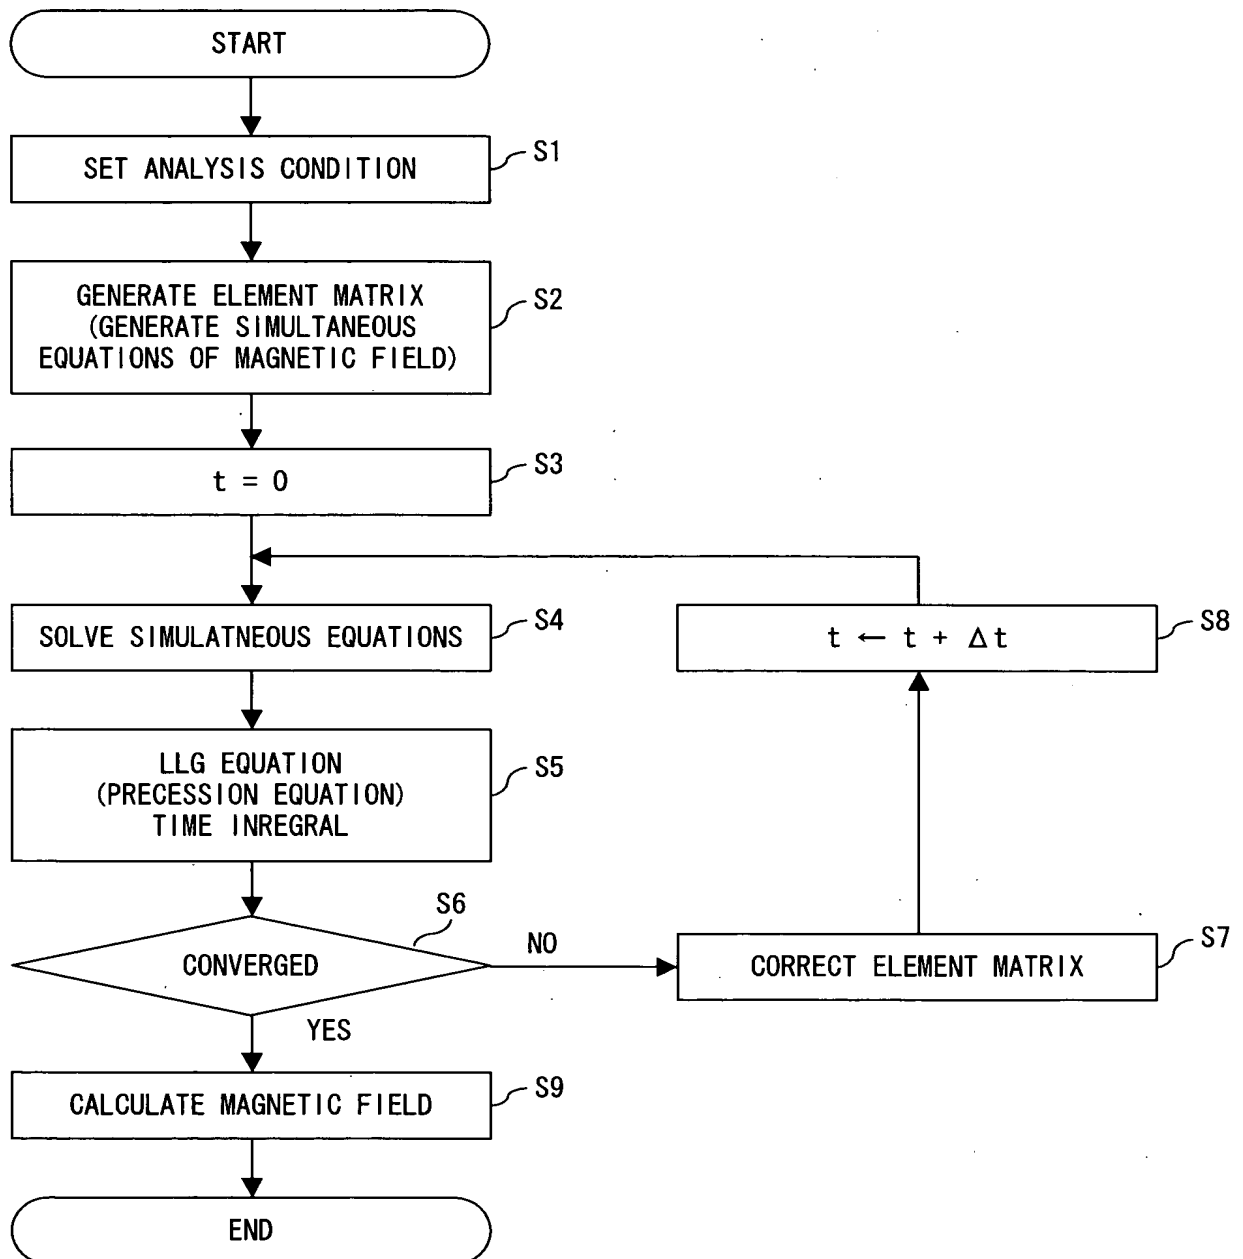 START
SET ANALYSIS CONDITION
S1
GENERATE ELEMENT MATRIX
(GENERATE SIMULTANEOUS
EQUATIONS OF MAGNETIC FIELD)
S2
t = 0
S3
SOLVE SIMULATNEOUS EQUATIONS
S4
t ← t + Δt
S8
LLG EQUATION
(PRECESSION EQUATION)
TIME INREGRAL
S5
CONVERGED
S6
NO
YES
CORRECT ELEMENT MATRIX
S7
CALCULATE MAGNETIC FIELD
S9
END